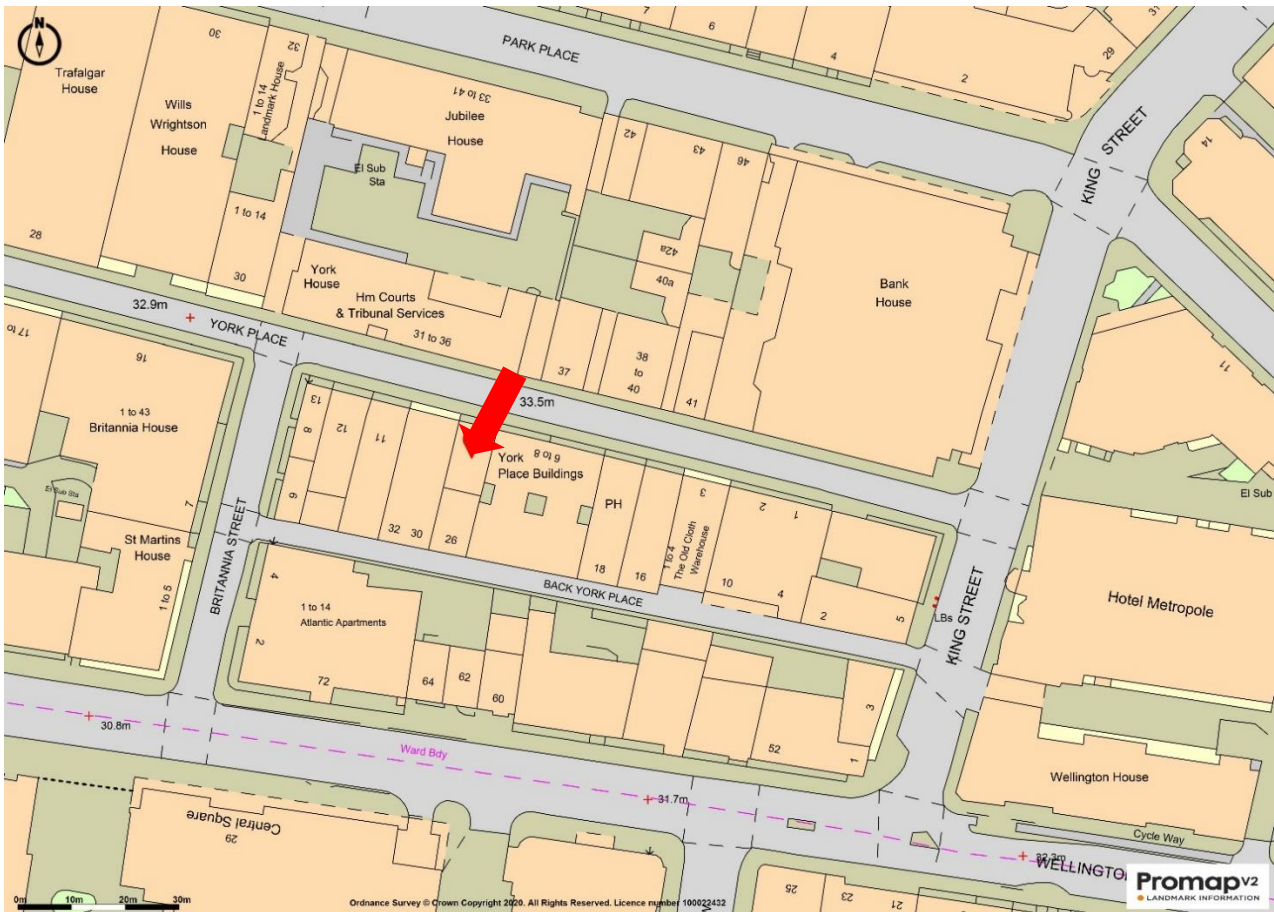 N
PARK PLACE
7
6
4
2
29
31
30
32
Trafalgar
House
Wills
Wrightson
House
1 to 14
Landmark House
33 to 41
Jubilee
House
El Sub
Sta
42
43
46
KING STREET
14
1 to 14
28
30
42a
40a
York
House
Hm Courts
& Tribunal Services
31 to 36
Bank
House
32.9m
YORK PLACE
17 to
16
37
38
to
40
41
11
33.5m
1 to 43
Britannia House
13
8
12
11
6
York
Place Buildings
6 to 8
PH
3
2
1
El Sub Sta
7
St Martins
House
1 to 5
BRITANNIA STREET
32
30
26
18
16
1 to 4
The Old Cloth
Warehouse
10
4
2
5
LBs
El Sub
Hotel Metropole
BACK YORK PLACE
KING STREET
4
2
1 to 14
Atlantic Apartments
72
64
62
60
52
3
1
30.8m
Ward Bdy
31.7m
Wellington House
Cycle Way
32.3m
WELLINGTO
Central Square
29
25
23
21
Promap V2
LANDMARK INFORMATION
0m
10m
20m
30m
Ordnance Survey © Crown Copyright 2020. All Rights Reserved. Licence number 100022432